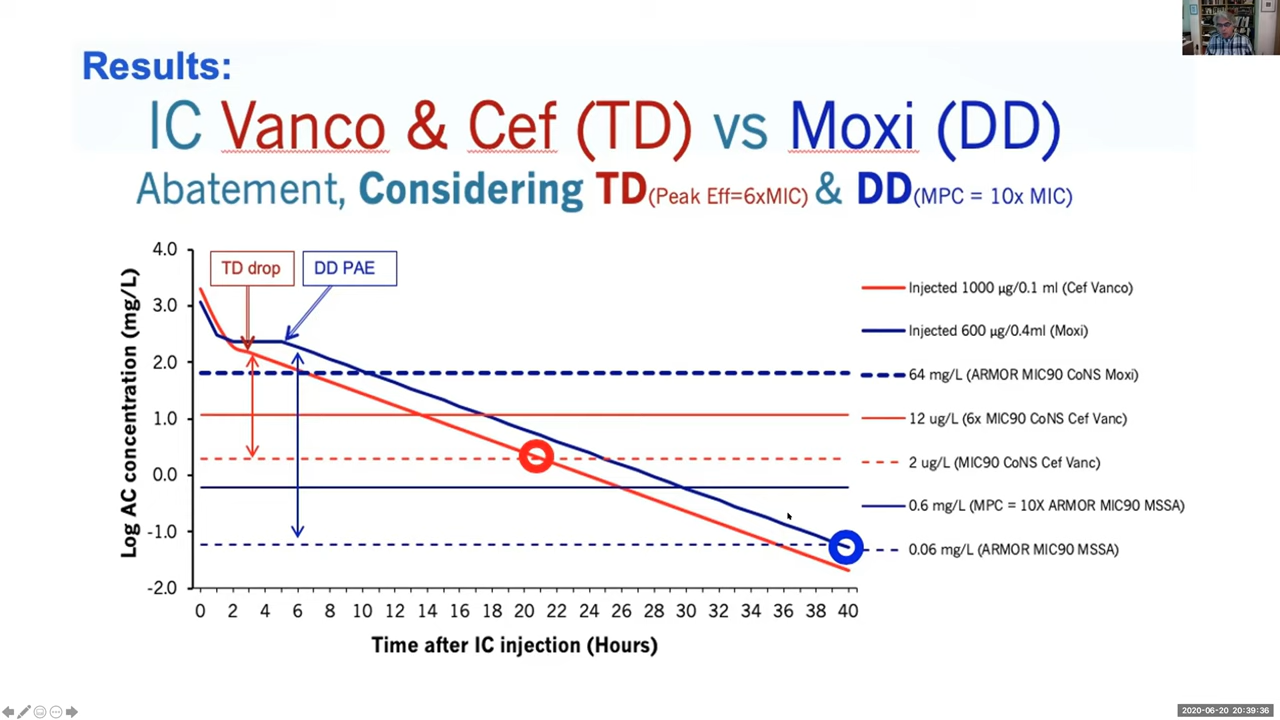 Results:
IC Vanco & Cef (TD) vs Moxi (DD)
Abatement, Considering TD(Peak Eff=6xMIC) & DD(MPC = 10x MIC)
TD drop
DD PAE
Log AC concentration (mg/L)
4.0
3.0
2.0
1.0
0.0
-1.0
-2.0
0 2 4 6 8 10 12 14 16 18 20 22 24 26 28 30 32 34 36 38 40
Time after IC injection (Hours)
Injected 1000 µg/0.1 ml (Cef Vanco)
Injected 600 µg/0.4ml (Moxi)
64 mg/L (ARMOR MIC90 CoNS Moxi)
12 ug/L (6x MIC90 CoNS Cef Vanc)
2 ug/L (MIC90 CoNS Cef Vanc)
0.6 mg/L (MPC = 10X ARMOR MIC90 MSSA)
0.06 mg/L (ARMOR MIC90 MSSA)
2020-06-20 20:39:36